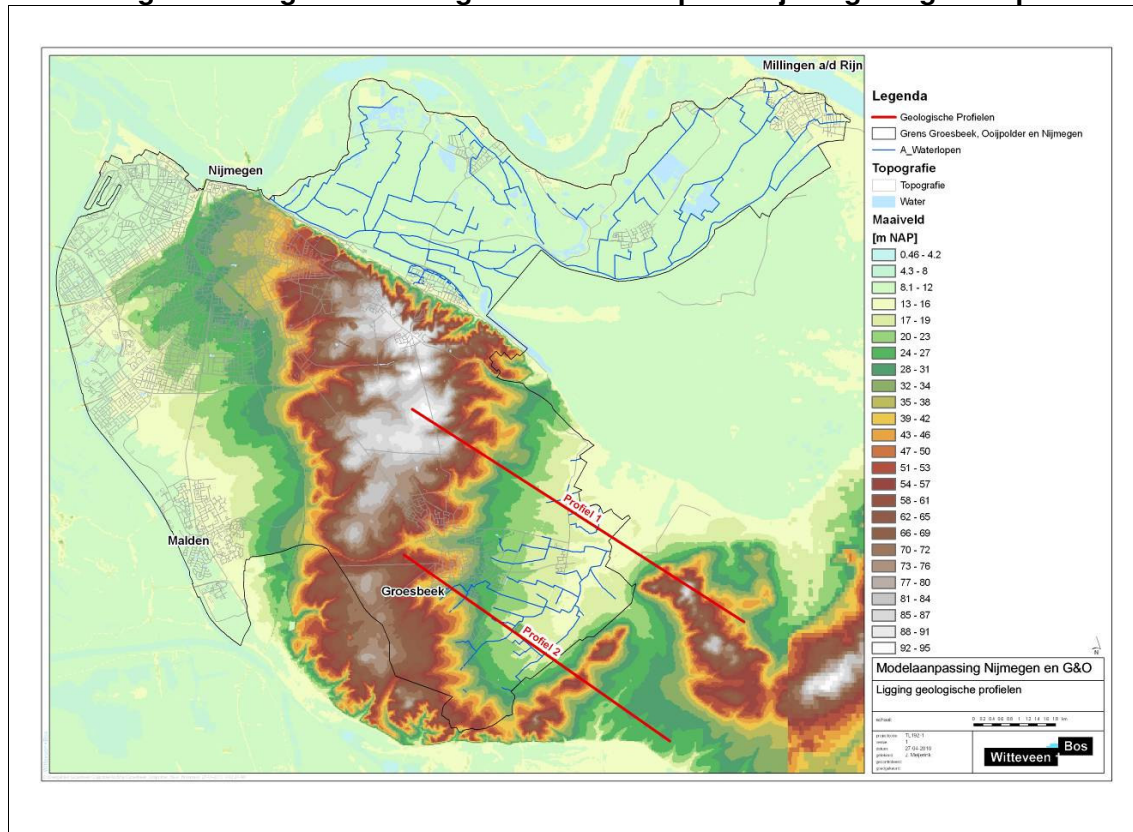 Millingen a/d Rijn
Nijmegen
Malden
Groesbeek
Profiel 1
Profiel 2
Legenda
Geologische Profielen
Grens Groesbeek, Ooijpolder en Nijmegen
A_Waterlopen
Topografie
Topografie
Water
Maaiveld
[m NAP]
0.46 - 4.2
4.3 - 8
8.1 - 12
13 - 16
17 - 19
20 - 23
24 - 27
28 - 31
32 - 34
35 - 38
39 - 42
43 - 46
47 - 50
51 - 53
54 - 57
58 - 61
62 - 65
66 - 69
70 - 72
73 - 76
77 - 80
81 - 84
85 - 87
88 - 91
92 - 95
N
Modelaanpassing Nijmegen en G&O
Ligging geologische profielen
schaal:
km
Witteveen
Bos